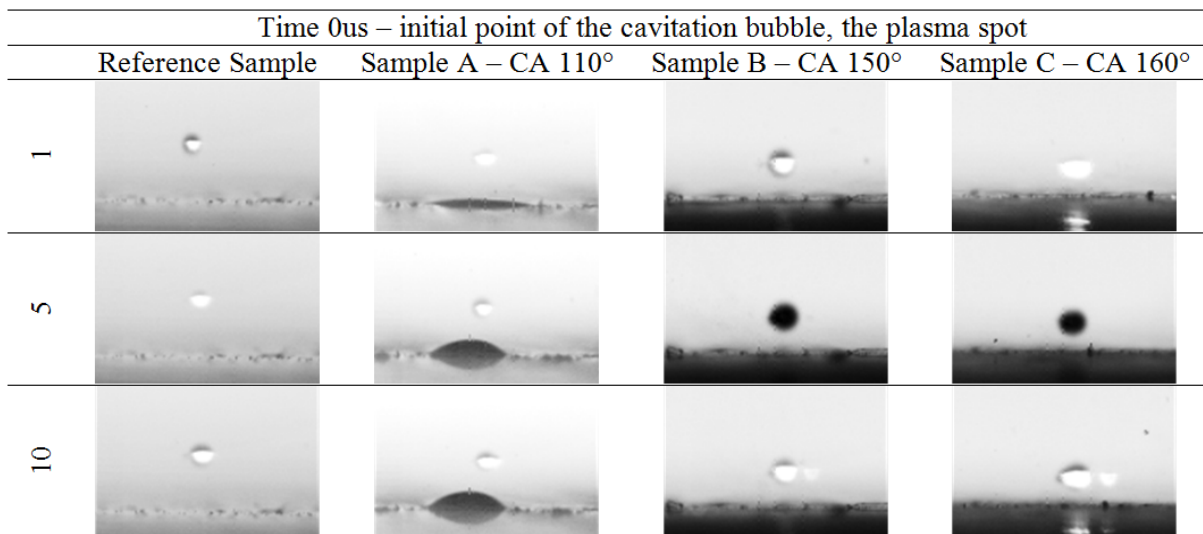 Time 0us – initial point of the cavitation bubble, the plasma spot
Reference Sample Sample A – CA 110° Sample B – CA 150° Sample C – CA 160°
1
5
10